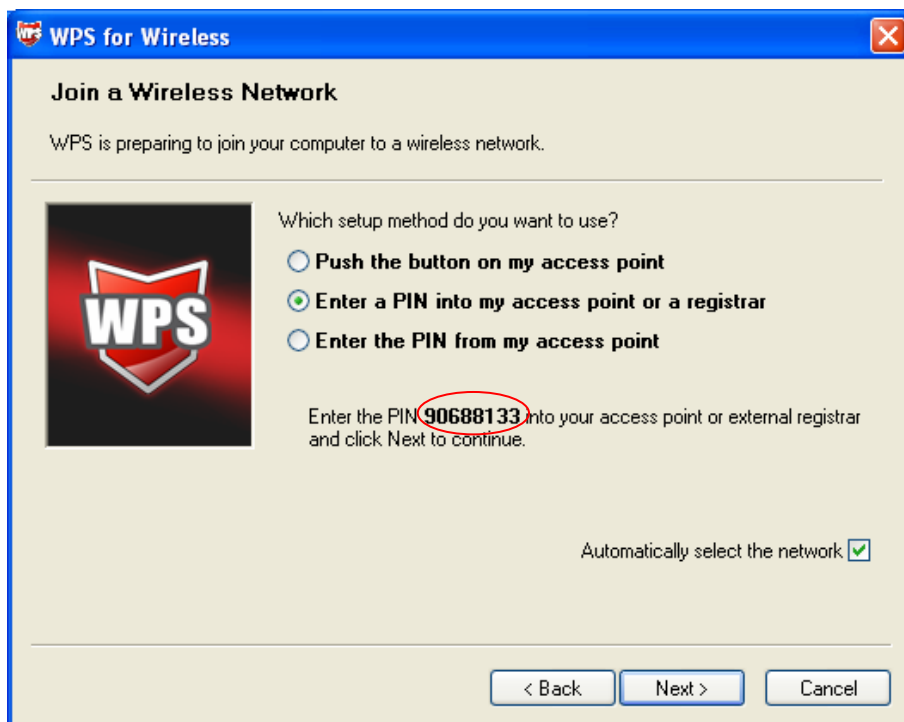 WPS WPS for Wireless
Join a Wireless Network
WPS is preparing to join your computer to a wireless network.
WPS
Which setup method do you want to use?
Push the button on my access point
Enter a PIN into my access point or a registrar
Enter the PIN from my access point
Enter the PIN 90688133 into your access point or external registrar
and click Next to continue.
Automatically select the network
< Back Next > Cancel